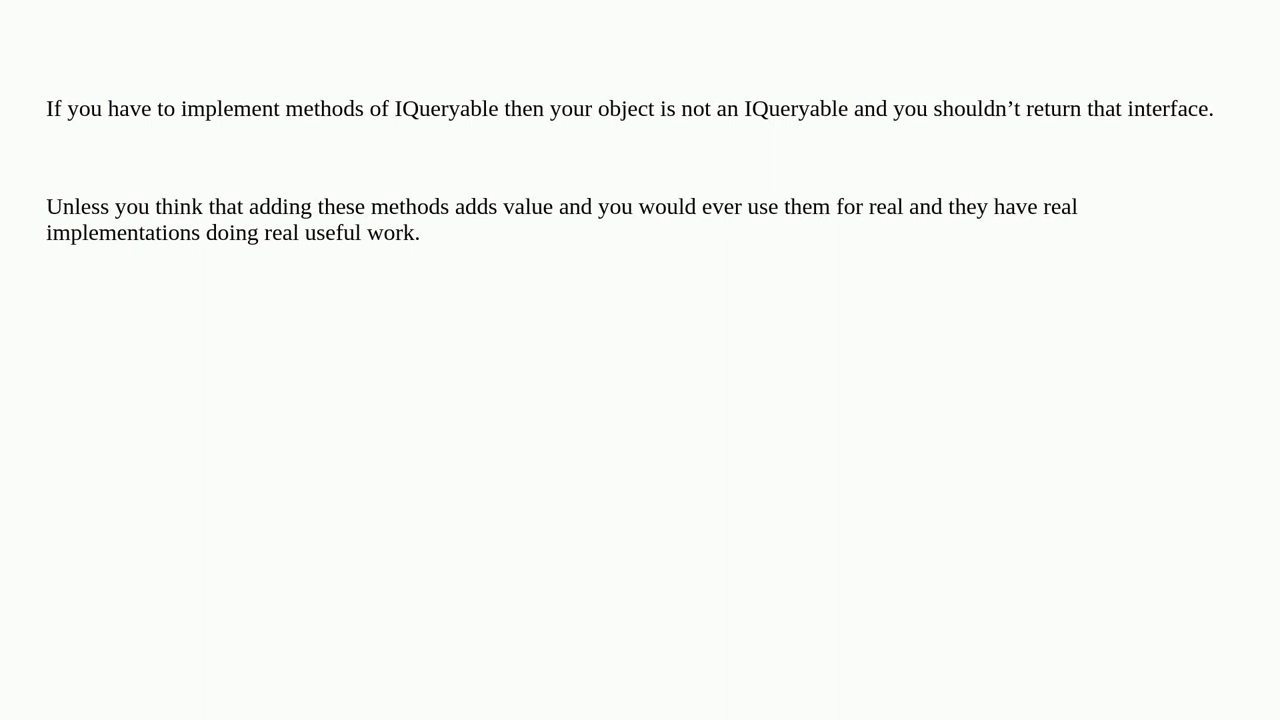 If you have to implement methods of IQueryable then your object is not an IQueryable and you shouldn’t return that interface.
Unless you think that adding these methods adds value and you would ever use them for real and they have real
implementations doing real useful work.